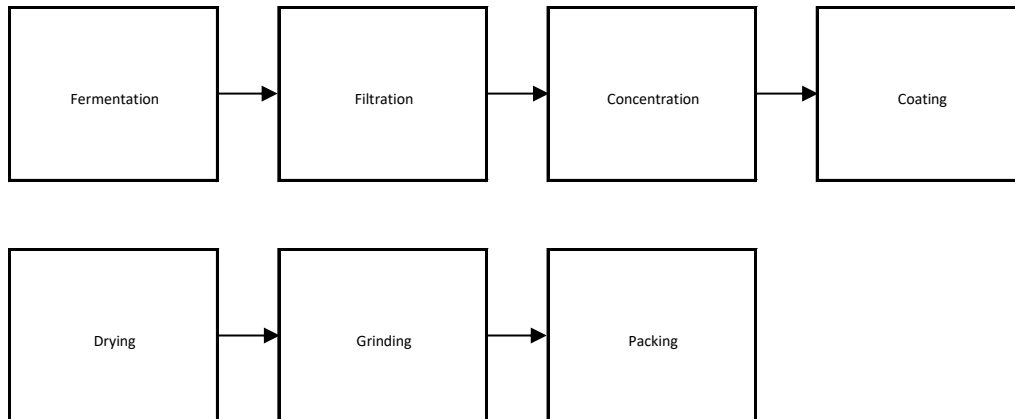 Fermentation
Filtration
Concentration
Coating
Drying
Grinding
Packing